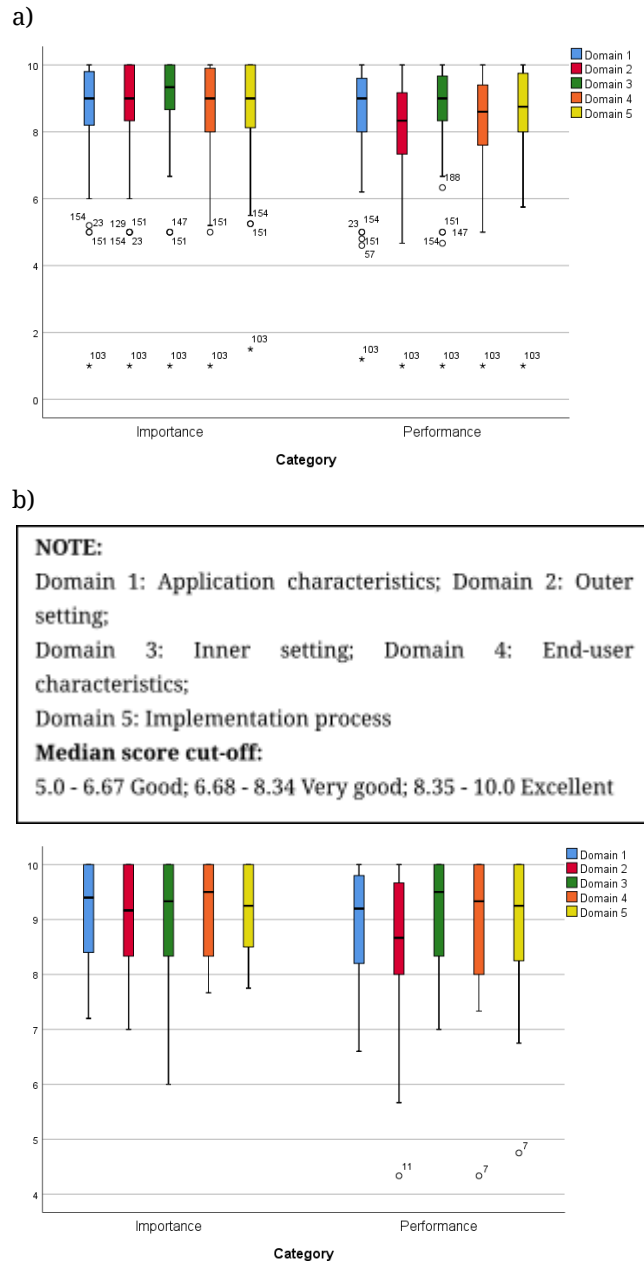 a)
10
8
6
4
2
0
Domain 1
Domain 2
Domain 3
Domain 4
Domain 5
154 23
151
129 151
154 23
147
151
151
154
151
103 103 103 103 103
23 154
151
57
188
151
147
154
103 103 103 103 103
Importance Performance
Category
b)
NOTE:
Domain 1: Application characteristics; Domain 2: Outer
setting;
Domain 3: Inner setting; Domain 4: End-user
characteristics;
Domain 5: Implementation process
Median score cut-off:
5.0 - 6.67 Good; 6.68 - 8.34 Very good; 8.35 - 10.0 Excellent
10
9
8
7
6
5
4
Domain 1
Domain 2
Domain 3
Domain 4
Domain 5
11 7 7
Importance Performance
Category